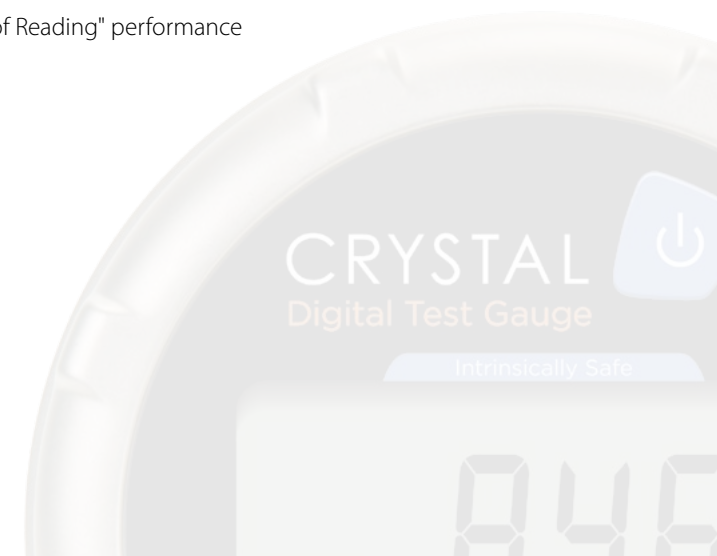 of Reading" performance
CRYSTAL
Digital Test Gauge
Intrinsically Safe